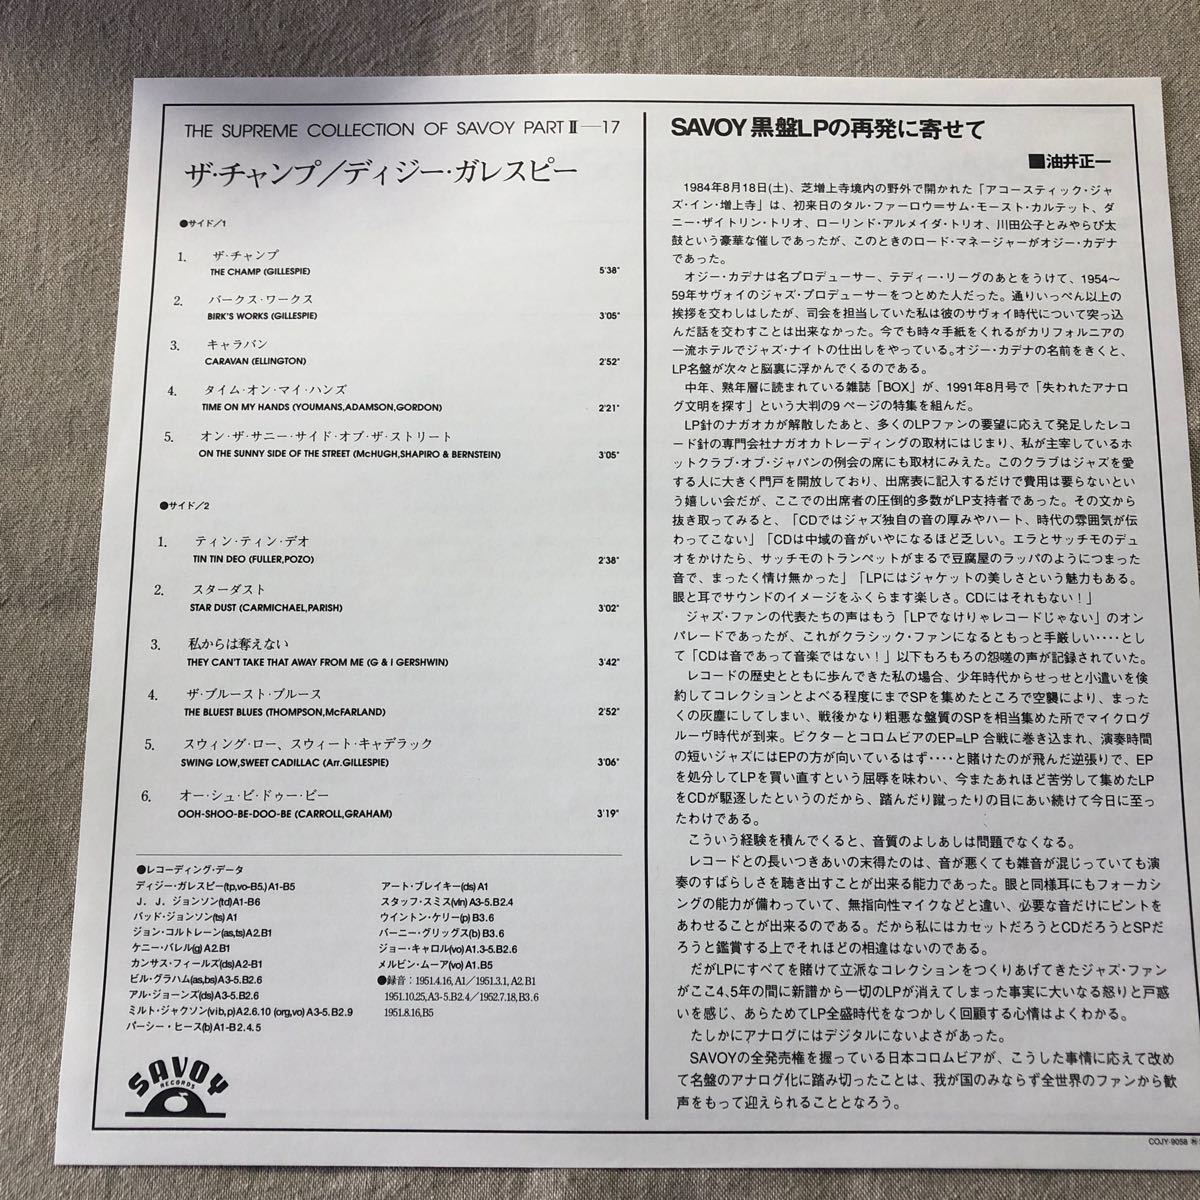 THE SUPREME COLLECTION OF SAVOY PART Ⅱ—17
ザ・チャンプ/ディジー・ガレスピー
●サイド/1
1. ザ・チャンプ
THE CHAMP (GILLESPIE) 5'38"
2. バークス・ワークス
BIRK'S WORKS (GILLESPIE) 3'05"
3. キャラバン
CARAVAN (ELLINGTON) 2'52"
4. タイム・オン・マイ・ハンズ
TIME ON MY HANDS (YOUMANS,ADAMSON,GORDON) 2'21"
5. オン・ザ・サニー・サイド・オブ・ザ・ストリート
ON THE SUNNY SIDE OF THE STREET (McHUGH,SHAPIRO & BERNSTEIN) 3'05"
●サイド/2
1. ティン・ティン・デオ
TIN TIN DEO (FULLER,POZO) 2'38"
2. スターダスト
STAR DUST (CARMICHAEL,PARISH) 3'02"
3. 私からは奪えない
THEY CAN'T TAKE THAT AWAY FROM ME (G & I GERSHWIN) 3'42"
4. ザ・ブルースト・ブルース
THE BLUEST BLUES (THOMPSON,McFARLAND) 2'52"
5. スウィング・ロー、スウィート・キャデラック
SWING LOW,SWEET CADILLAC (Arr.GILLESPIE) 3'06"
6. オー・シュ・ビ・ドゥー・ビー
OOH-SHOO-BE-DOO-BE (CARROLL,GRAHAM) 3'19"
●レコーディング・データ
ディジー・ガレスピー(tp,vo-B5,)A1-B5
J．J．ジョンソン(td)A1-B6
バッド・ジョンソン(ts)A1
ジョン・コルトレーン(as,ts)A2.B1
ケニー・バレル(g)A2.B1
カンサス・フィールズ(ds)A2-B1
ビル・グラハム(as,bs)A3-5.B2.6
アル・ジョーンズ(ds)A3-5.B2.6
ミルト・ジャクソン(vib,p)A2.6.10 (org,vo)A3-5.B2.9
パーシー・ヒース(b)A1-B2.4.5
アート・ブレイキー(ds)A1
スタッフ・スミス(vln)A3-5.B2.4
ウイントン・ケリー(p)B3.6
バーニー・グリッグス(b)B3.6
ジョー・キャロル(vo)A1.3-5.B2.6
メルビン・ムーア(vo)A1.B5
●録音：1951.4.16, A1／1951.3.1, A2.B1
1951.10.25, A3-5.B2.4／1952.7.18, B3.6
1951.8.16, B5
SAVOY
RECORDS
SAVOY 黒盤LPの再発に寄せて
■油井正一
1984年8月18日(土)、芝増上寺境内の野外で開かれた「アコースティック・ジャ
ズ・イン・増上寺」は、初来日のタル・ファーロウ＝サム・モースト・カルテット、ダ
ニー・ザイトリン・トリオ、ローリンド・アルメイダ・トリオ、川田公子とみやらび太
鼓という豪華な催しであったが、このときのロード・マネージャーがオジー・カデナ
であった。
オジー・カデナは名プロデューサー、テディー・リーグのあとをうけて、1954〜
59年サヴォイのジャズ・プロデューサーをつとめた人だった。通りいっぺん以上の
挨拶を交わしはしたが、司会を担当していた私は彼のサヴォイ時代について突っ込
んだ話を交わすことは出来なかった。今でも時々手紙をくれるがカリフォルニアの
一流ホテルでジャズ・ナイトの仕出しをやっている。オジー・カデナの名前をきくと、
LP名盤が次々と脳裏に浮かんでくるのである。
中年、熟年層に読まれている雑誌「BOX」が、1991年8月号で「失われたアナロ
グ文明を探す」という大判の9ページの特集を組んだ。
LP針のナガオカが解散したあと、多くのLPファンの要望に応えて発足したレコ
ード針の専門会社ナガオカトレーディングの取材にはじまり、私が主宰しているホ
ットクラブ・オブ・ジャパンの例会の席にも取材にみえた。このクラブはジャズを愛
する人に大きく門戸を開放しており、出席表に記入するだけで費用は要らないとい
う嬉しい会だが、ここでの出席者の圧倒的多数がLP支持者であった。その文から
抜き取ってみると、「CDではジャズ独自の音の厚みやハート、時代の雰囲気が伝
わってこない」「CDは中域の音がいやになるほど乏しい。エラとサッチモのデュ
オをかけたら、サッチモのトランペットがまるで豆腐屋のラッパのようにつまった
音で、まったく情け無かった」「LPにはジャケットの美しさという魅力もある。
眼と耳でサウンドのイメージをふくらます楽しさ。CDにはそれもない！」
ジャズ・ファンの代表たちの声はもう「LPでなけりゃレコードじゃない」のオン
パレードであったが、これがクラシック・ファンになるともっと手厳しい‥‥とし
て「CDは音であって音楽ではない！」以下もろもろの怨嗟の声が記録されていた。
レコードの歴史とともに歩んできた私の場合、少年時代からせっせと小遣いを倹
約してコレクションとよべる程度にまでSPを集めたところで空襲により、まった
くの灰塵にしてしまい、戦後かなり粗悪な盤質のSPを相当集めた所でマイクログ
ルーヴ時代が到来。ビクターとコロムビアのEP=LP 合戦に巻き込まれ、演奏時間
の短いジャズにはEPの方が向いているはず‥‥と賭けたのが飛んだ逆張りで、EP
を処分してLPを買い直すという屈辱を味わい、今またあれほど苦労して集めたLP
をCDが駆逐したというのだから、踏んだり蹴ったりの目にあい続けて今日に至っ
たわけである。
こういう経験を積んでくると、音質のよしあしは問題でなくなる。
レコードとの長いつきあいの末得たのは、音が悪くても雑音が混じっていても演
奏のすばらしさを聴き出すことが出来る能力であった。眼と同様耳にもフォーカシ
ングの能力が備わっていて、無指向性マイクなどと違い、必要な音だけにピントを
あわせることが出来るのである。だから私にはカセットだろうとCDだろうとSPだ
ろうと鑑賞する上でそれほどの相違はないのである。
だがLPにすべてを賭けて立派なコレクションをつくりあげてきたジャズ・ファン
がここ4、5年の間に新譜から一切のLPが消えてしまった事実に大いなる怒りと戸惑
いを感じ、あらためてLP全盛時代をなつかしく回顧する心情はよくわかる。
たしかにアナログにはデジタルにないよさがあった。
SAVOYの全発売権を握っている日本コロムビアが、こうした事情に応えて改め
て名盤のアナログ化に踏み切ったことは、我が国のみならず全世界のファンから歓
声をもって迎えられることとなろう。
COJY-9058